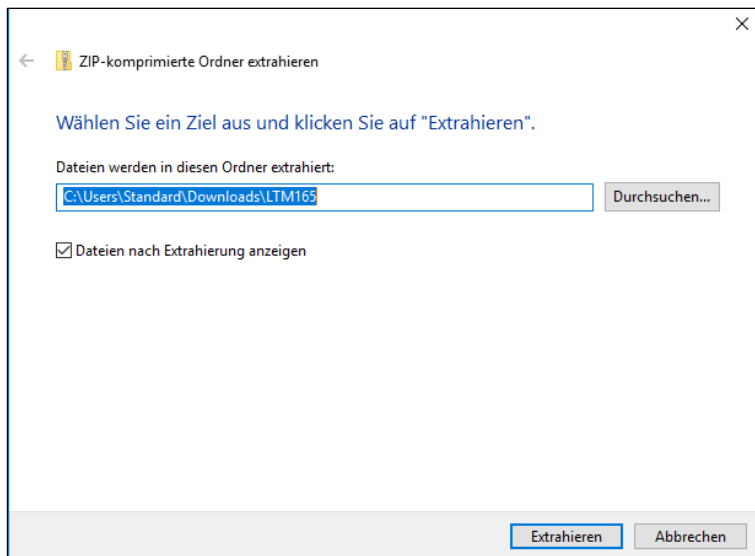 ZIP-komprimierte Ordner extrahieren
Wählen Sie ein Ziel aus und klicken Sie auf "Extrahieren".
Dateien werden in diesen Ordner extrahiert:
C:\Users\Standard\Downloads\LTM165
Durchsuchen...
Dateien nach Extrahierung anzeigen
Extrahieren
Abbrechen